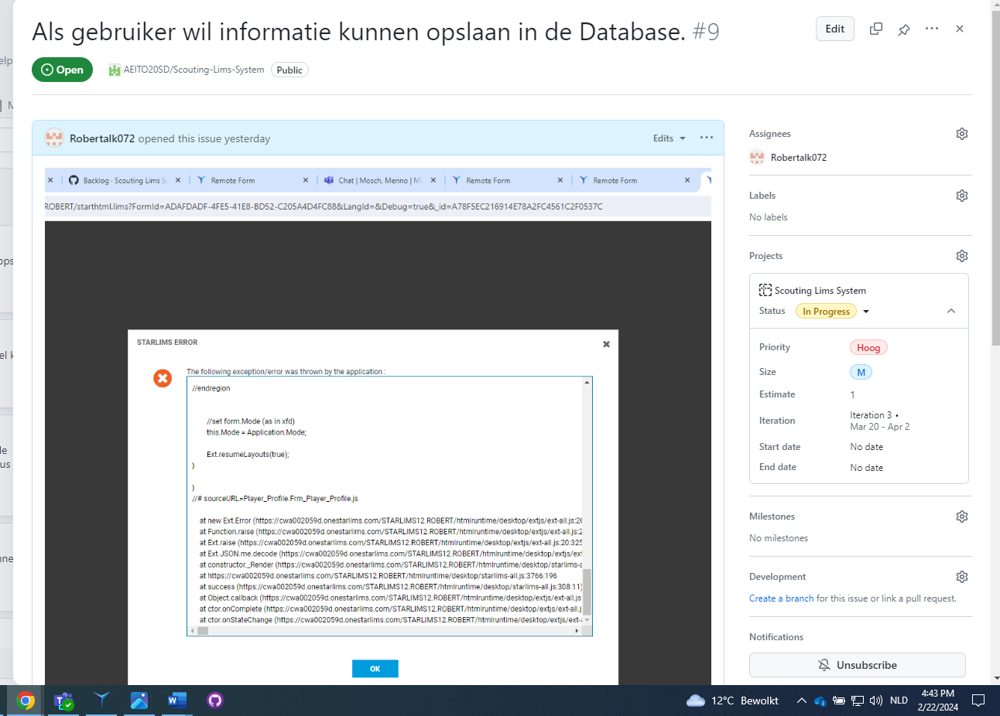 Als gebruiker wil informatie kunnen opslaan in de Database. #9
Edit
Open
AEITO20SD/Scouting-Lims-System
Public
Robertalk072 opened this issue yesterday
Edits
Backlog · Scouting Lims S
Remote Form
Chat | Mosch, Menno | Mi
Remote Form
Remote Form
ROBERT/starthtml.lims?FormId=ADAFDADF-4FE5-41E8-BD52-C205A4D4FC88&LangId=&Debug=true&_id=A78F5EC216914E78A2FC4561C2F0537C
STARLIMS ERROR
The following exception/error was thrown by the application :
//endregion
//set form.Mode (as in xfd)
this.Mode = Application.Mode;
Ext.resumeLayouts(true);
}
}
//# sourceURL=Player_Profile.Frm_Player_Profile.js
at new Ext.Error (https://cwa002059d.onestarlims.com/STARLIMS12.ROBERT/htmlruntime/desktop/extjs/ext-all.js:20
at Function.raise (https://cwa002059d.onestarlims.com/STARLIMS12.ROBERT/htmlruntime/desktop/extjs/ext-all.js:2
at Ext.raise (https://cwa002059d.onestarlims.com/STARLIMS12.ROBERT/htmlruntime/desktop/extjs/ext-all.js:20:325
at Ext.JSON.me.decode (https://cwa002059d.onestarlims.com/STARLIMS12.ROBERT/htmlruntime/desktop/extjs/ext
at constructor._Render (https://cwa002059d.onestarlims.com/STARLIMS12.ROBERT/htmlruntime/desktop/starlims-a
at https://cwa002059d.onestarlims.com/STARLIMS12.ROBERT/htmlruntime/desktop/starlims-all.js:3766:196
at success (https://cwa002059d.onestarlims.com/STARLIMS12.ROBERT/htmlruntime/desktop/starlims-all.js:308:11)
at Object.callback (https://cwa002059d.onestarlims.com/STARLIMS12.ROBERT/htmlruntime/desktop/extjs/ext-all.js
at ctor.onComplete (https://cwa002059d.onestarlims.com/STARLIMS12.ROBERT/htmlruntime/desktop/extjs/ext-all.j
at ctor.onStateChange (https://cwa002059d.onestarlims.com/STARLIMS12.ROBERT/htmlruntime/desktop/extjs/ext-
OK
Assignees
Robertalk072
Labels
No labels
Projects
Scouting Lims System
Status In Progress
Priority Hoog
Size M
Estimate 1
Iteration Iteration 3 •
Mar 20 - Apr 2
Start date No date
End date No date
Milestones
No milestones
Development
Create a branch for this issue or link a pull request.
Notifications
Unsubscribe
12°C Bewolkt
NLD
4:43 PM
2/22/2024